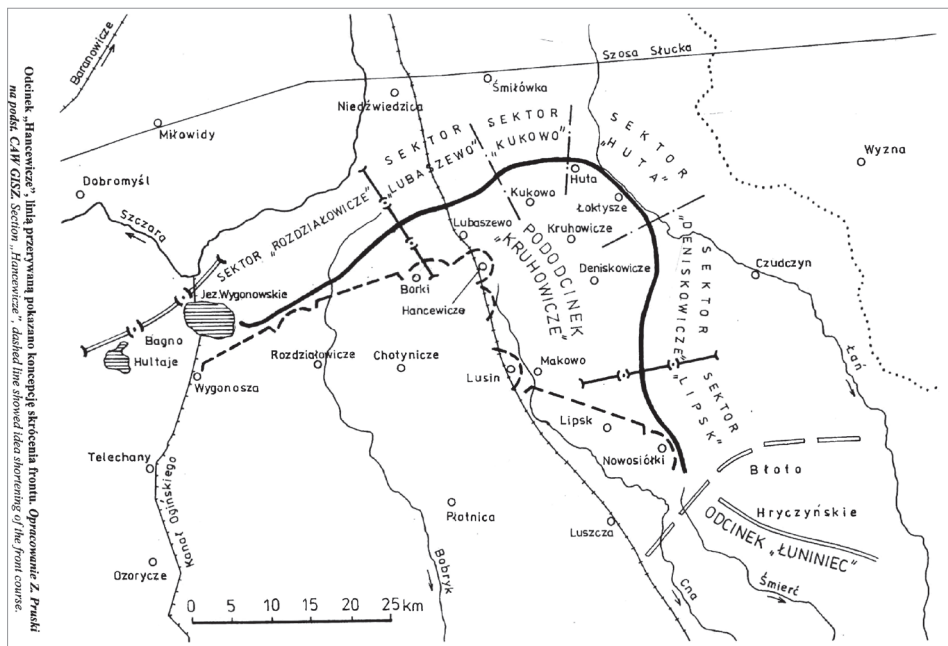 Odcinek „Hancewicze”, linią przerywaną pokazano koncepcję skrócenia frontu. Opracowanie Z. Pruski
na podst. CAW GISZ. Section „Hancewicze”, dashed line showed idea shortening of the front course.
Baranowicze
Szosa Słucka
Śmiłówka
Niedźwiedzica
Miłowidy
Wyzna
SEKTOR „ROZDZIAŁOWICZE”
SEKTOR „LUBASZEWO”
SEKTOR „KUKOWO”
SEKTOR „HUTA”
Dobromyśl
Huta
Kukowo
Łoktysze
Szczara
Lubaszewo
Kruhowicze
PODODCINEK „KRUHOWICZE”
SEKTOR „DENISKOWICZE”
Czudczyn
Deniskowicze
Jez. Wygonowskie
Borki
Hancewicze
Bagno
Hultaje
Rozdziałowicze
Chotynicze
Makowo
Łań
Wygonosza
Lusin
SEKTOR „LIPSK”
Lipsk
Nowosiółki
Telechany
Błoto
Hryczyńskie
Kanał Ogińskiego
Płotnica
Luszcza
ODCINEK „ŁUNINIEC”
Ozorycze
Bobryk
Cna
Śmierć
0 5 10 15 20 25 km